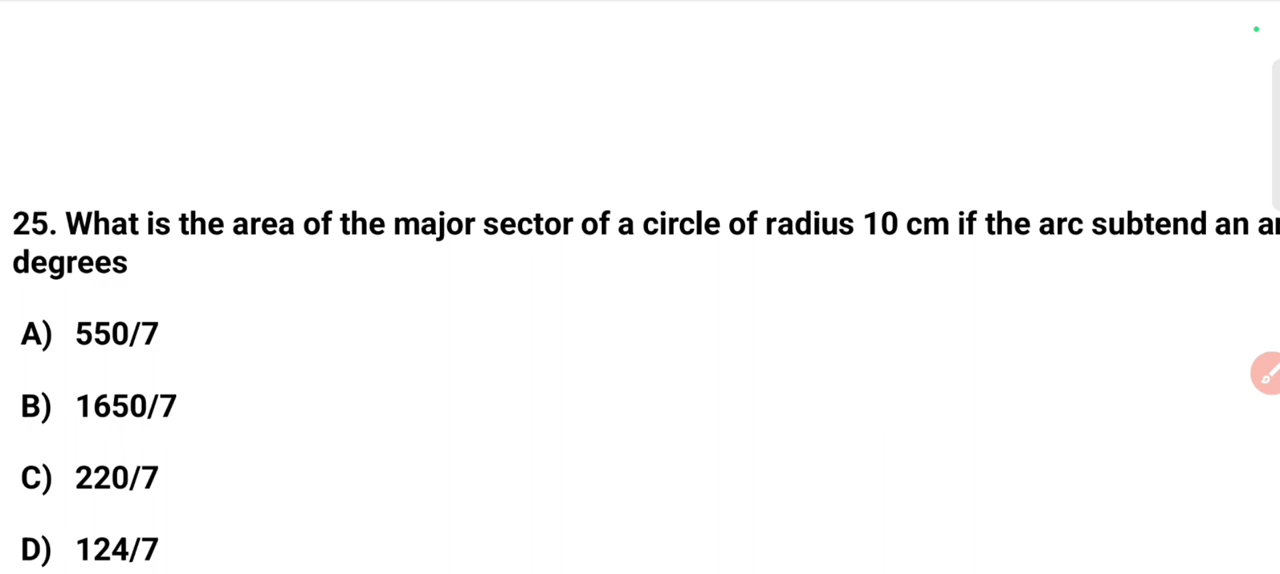 25. What is the area of the major sector of a circle of radius 10 cm if the arc subtend an
degrees
A) 550/7
B) 1650/7
C) 220/7
D) 124/7